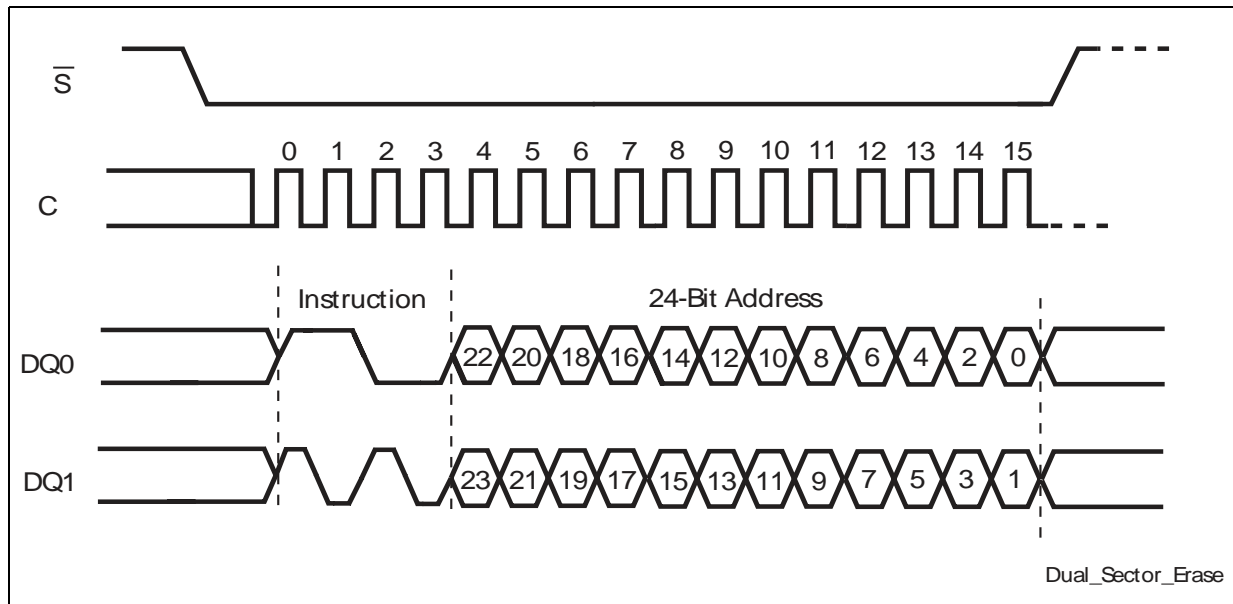 S
0 1 2 3 4 5 6 7 8 9 10 11 12 13 14 15
C
Instruction 24-Bit Address
DQ0 22 20 18 16 14 12 10 8 6 4 2 0
DQ1 23 21 19 17 15 13 11 9 7 5 3 1
Dual_Sector_Erase